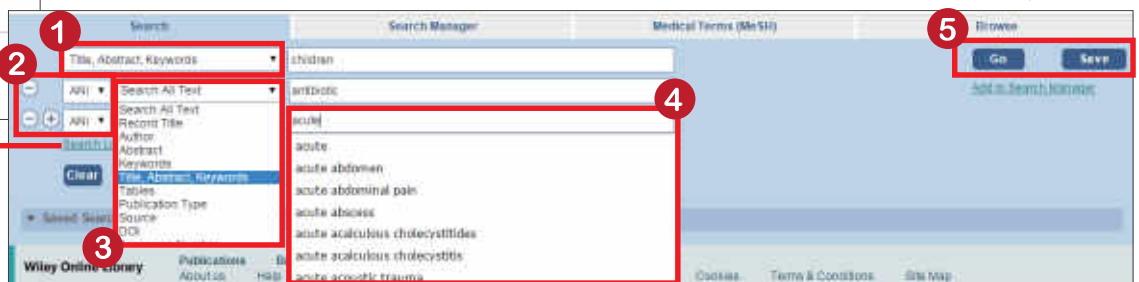 Search Search Manager Medical Terms (MeSH) Browse
1 5
Title, Abstract, Keywords children Go Save
2
AND Search All Text antibiotic Add to Search Manager
4
AND Search All Text acute
Record Title
Author
Search acute
Abstract
Keywords acute abdomen
Clear Title, Abstract, Keywords
Tables acute abdominal pain
Publication Type
Saved Source acute abscess
DOI
3 acute acalculous cholecystitides
acute acalculous cholecystitis
Wiley Online Library Publications
About us Help acute acoustic trauma Cookies Terms & Conditions Site Map